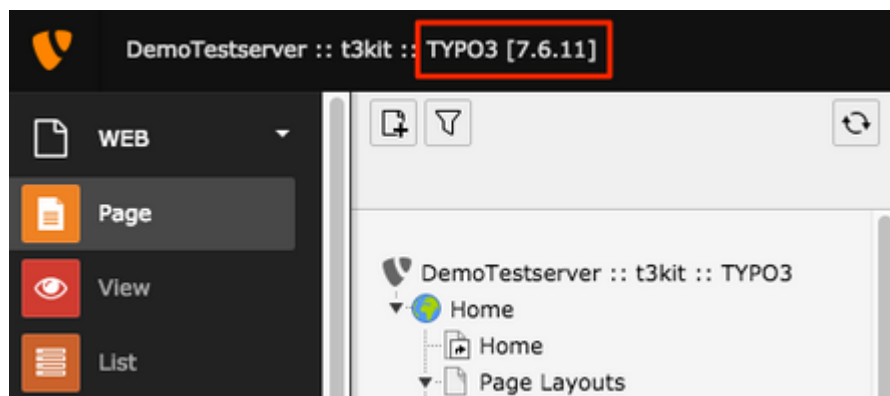 DemoTestserver :: t3kit :: TYPO3 [7.6.11]
WEB
Page
View
List
DemoTestserver :: t3kit :: TYPO3
Home
Home
Page Layouts